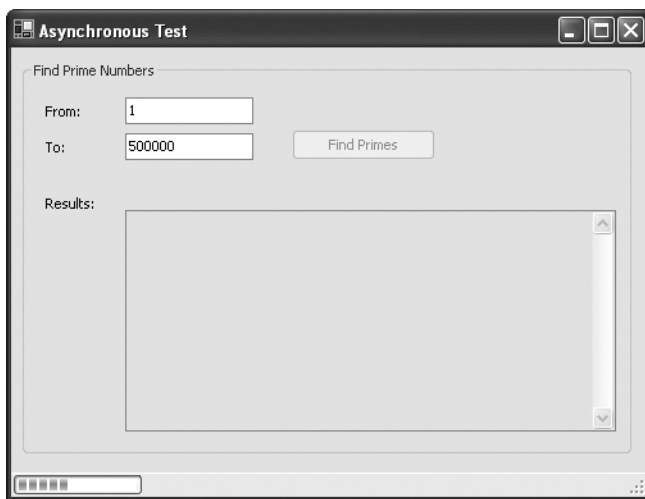 Asynchronous Test
Find Prime Numbers
From:
1
To:
500000
Find Primes
Results: